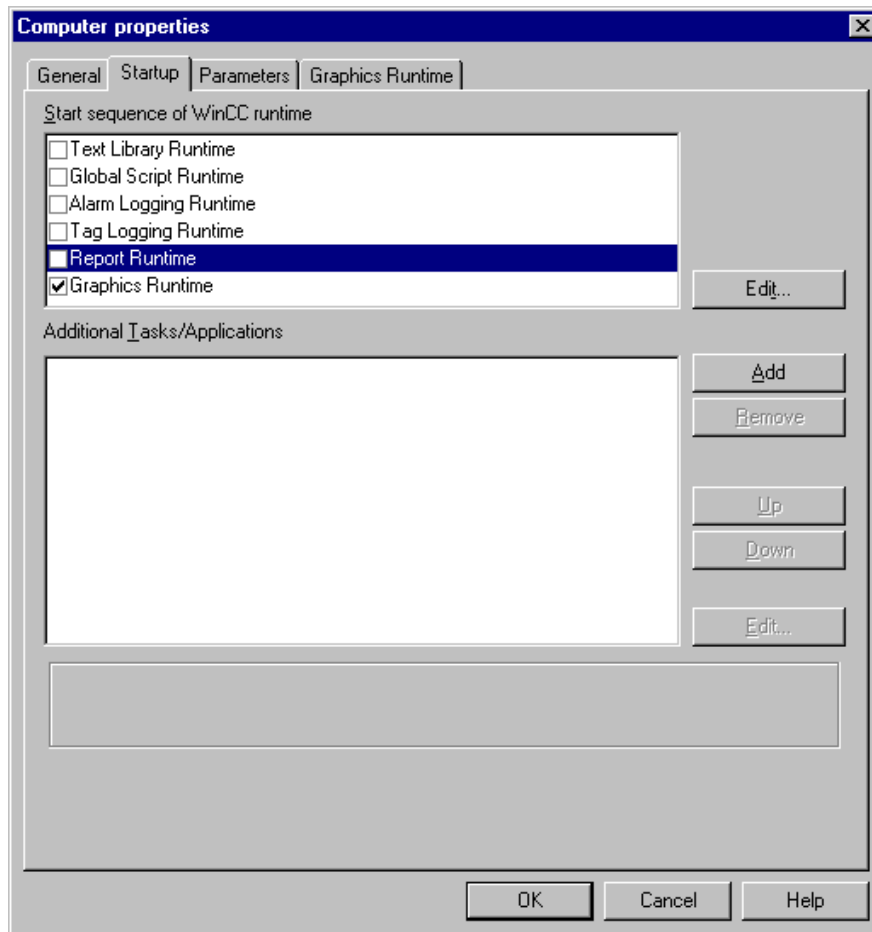 Computer properties
General Startup Parameters Graphics Runtime
Start sequence of WinCC runtime
Text Library Runtime
Global Script Runtime
Alarm Logging Runtime
Tag Logging Runtime
Report Runtime
Graphics Runtime
Edit...
Additional Tasks/Applications
Add
Remove
Up
Down
Edit...
OK Cancel Help